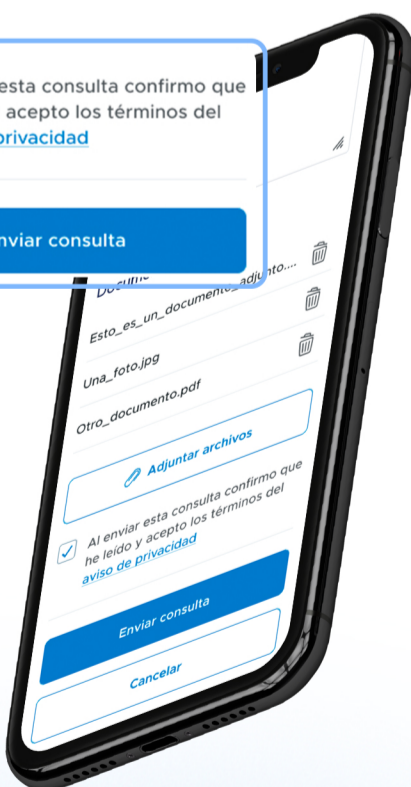 esta consulta confirmo que
acepto los términos del
privacidad
nviar consulta
Esto_es_un_documento_adjunto....
Una_foto.jpg
Otro_documento.pdf
Adjuntar archivos
Al enviar esta consulta confirmo que
he leído y acepto los términos del
aviso de privacidad
Enviar consulta
Cancelar